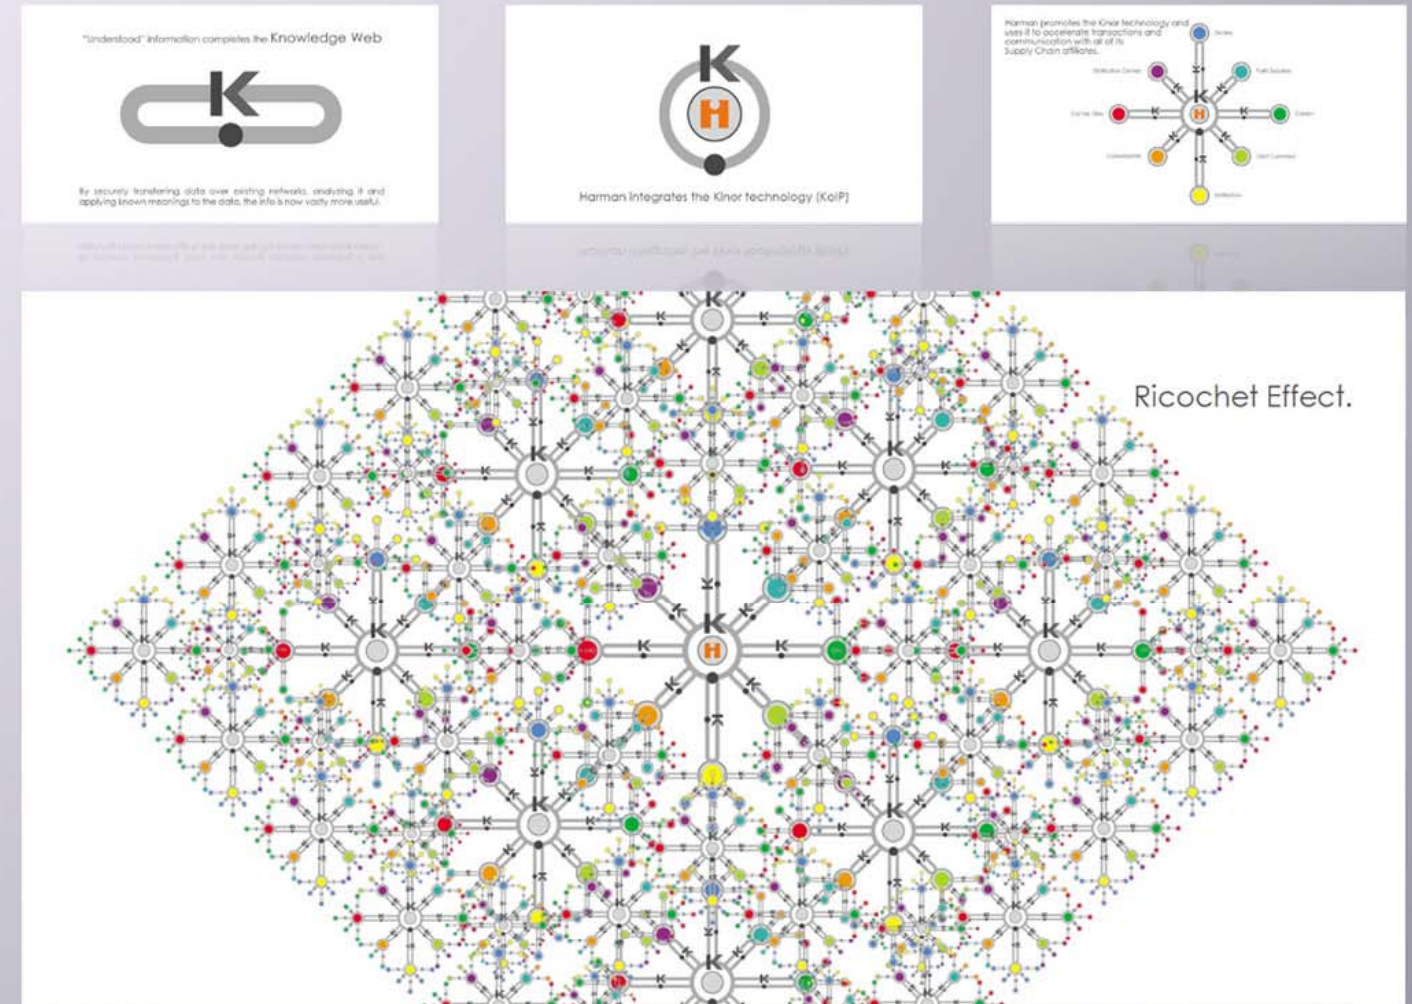 "Understood" information completes the Knowledge Web
K
By securely transferring data over existing networks, analyzing it and
applying known meanings to the data, the info is now vastly more useful.
K
H
Harman integrates the Kinor technology (KoIP)
Harman promotes the Kinor technology and
uses it to accelerate transactions and
communication with all of its
Supply Chain affiliates.
K
H
Ricochet Effect.
K
H